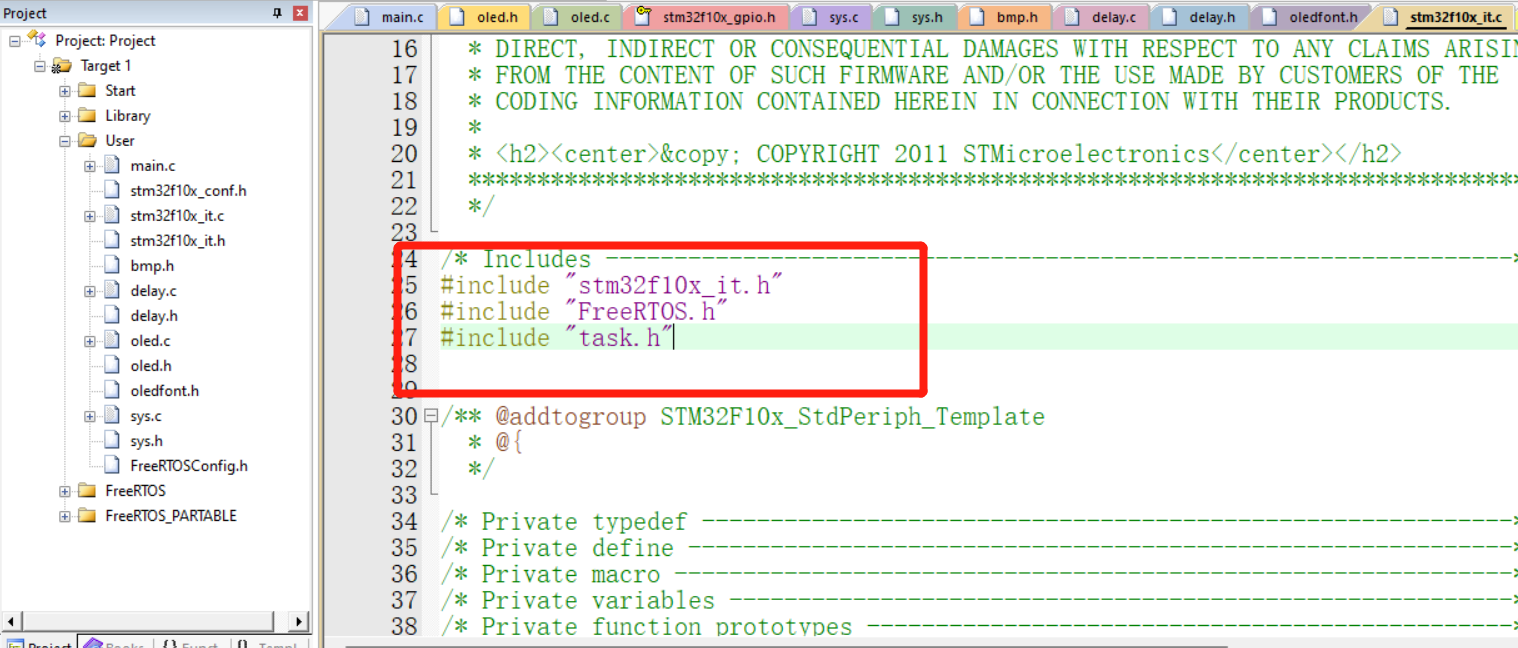 Project
Project: Project
Target 1
Start
Library
User
main.c
stm32f10x_conf.h
stm32f10x_it.c
stm32f10x_it.h
bmp.h
delay.c
delay.h
oled.c
oled.h
oledfont.h
sys.c
sys.h
FreeRTOSConfig.h
FreeRTOS
FreeRTOS_PARTABLE
Project Books Funct Templ
main.c oled.h oled.c stm32f10x_gpio.h sys.c sys.h bmp.h delay.c delay.h oledfont.h stm32f10x_it.c
16 * DIRECT, INDIRECT OR CONSEQUENTIAL DAMAGES WITH RESPECT TO ANY CLAIMS ARISIN
17 * FROM THE CONTENT OF SUCH FIRMWARE AND/OR THE USE MADE BY CUSTOMERS OF THE
18 * CODING INFORMATION CONTAINED HEREIN IN CONNECTION WITH THEIR PRODUCTS.
19 *
20 * <h2><center>&copy; COPYRIGHT 2011 STMicroelectronics</center></h2>
21 ******************************************************************************
22 */
23
24 /* Includes ------------------------------------------------------------------
25 #include "stm32f10x_it.h"
26 #include "FreeRTOS.h"
27 #include "task.h"
28
29
30 /** @addtogroup STM32F10x_StdPeriph_Template
31 * @{
32 */
33
34 /* Private typedef -----------------------------------------------------------
35 /* Private define ------------------------------------------------------------
36 /* Private macro -------------------------------------------------------------
37 /* Private variables ---------------------------------------------------------
38 /* Private function prototypes -----------------------------------------------